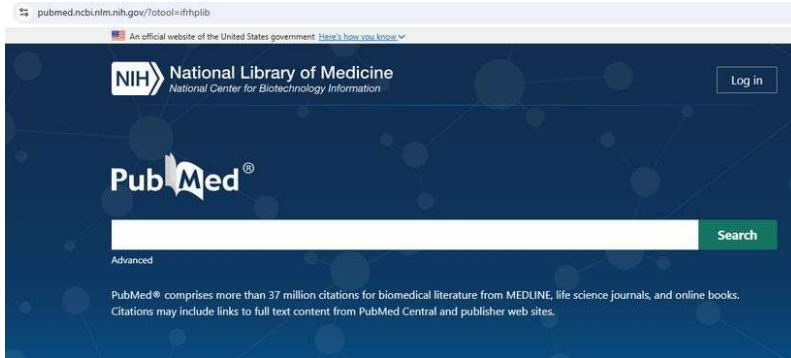 pubmed.ncbi.nlm.nih.gov/?otool=ifrhplib
An official website of the United States government Here's how you know
NIH National Library of Medicine
National Center for Biotechnology Information
Log in
PubMed®
Search
Advanced
PubMed® comprises more than 37 million citations for biomedical literature from MEDLINE, life science journals, and online books.
Citations may include links to full text content from PubMed Central and publisher web sites.